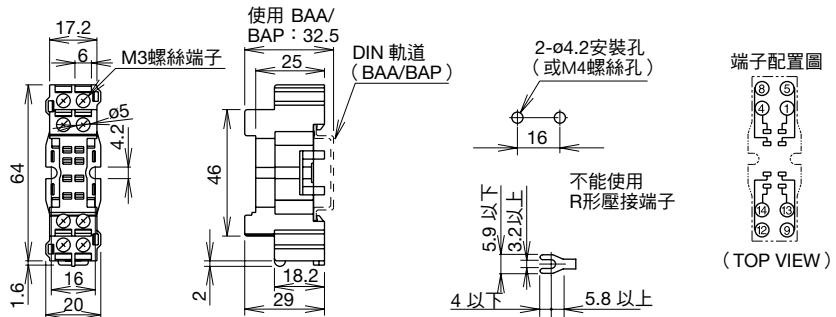 17.2
6
M3螺絲端子
ø5
4.2
64
16
1.6
20
使用 BAA/
BAP：32.5
25
DIN 軌道
（BAA/BAP）
46
2
18.2
29
2-ø4.2安裝孔
（或M4螺絲孔）
16
不能使用
R形壓接端子
5.9 以下
3.2以上
4 以下
5.8 以上
端子配置圖
⑧ ⑤
④ ①
⑭ ⑬
⑫ ⑨
（TOP VIEW）